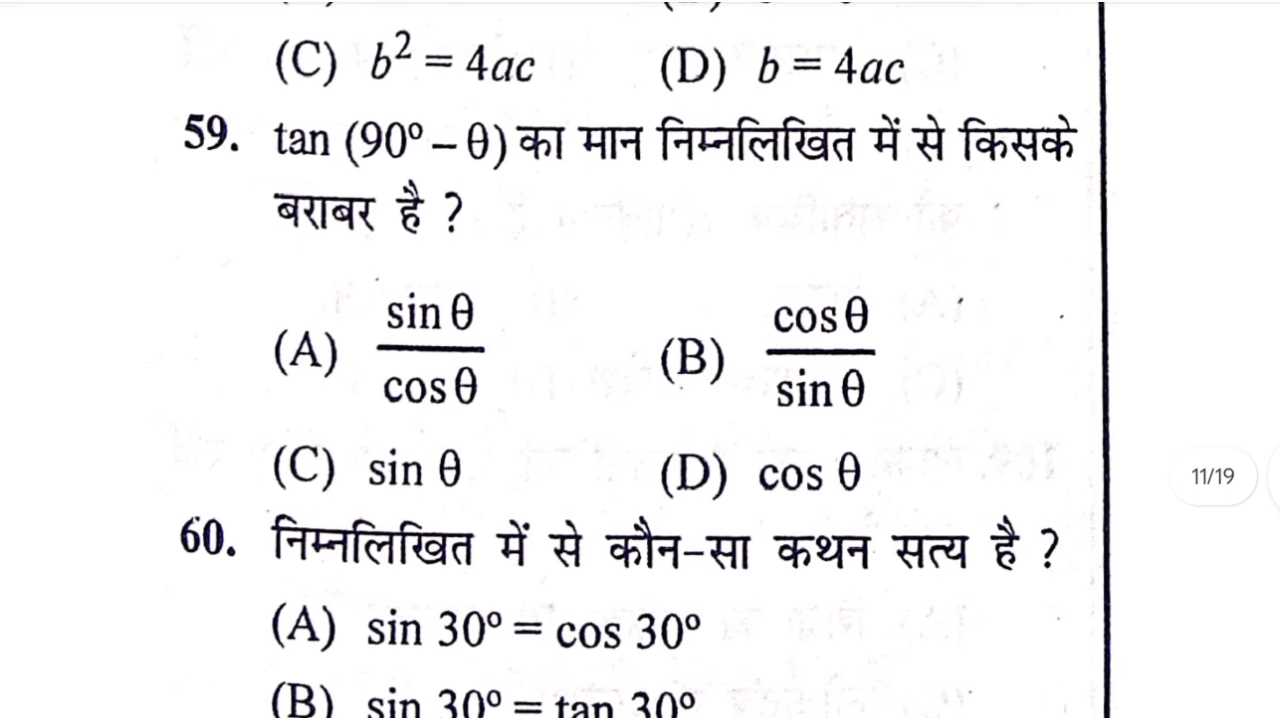 (C) b² = 4ac (D) b = 4ac
59. tan (90° – θ) का मान निम्नलिखित में से किसके
बराबर है ?
(A) sin θ / cos θ (B) cos θ / sin θ
(C) sin θ (D) cos θ
11/19
60. निम्नलिखित में से कौन-सा कथन सत्य है ?
(A) sin 30° = cos 30°
(B) sin 30° = tan 30°